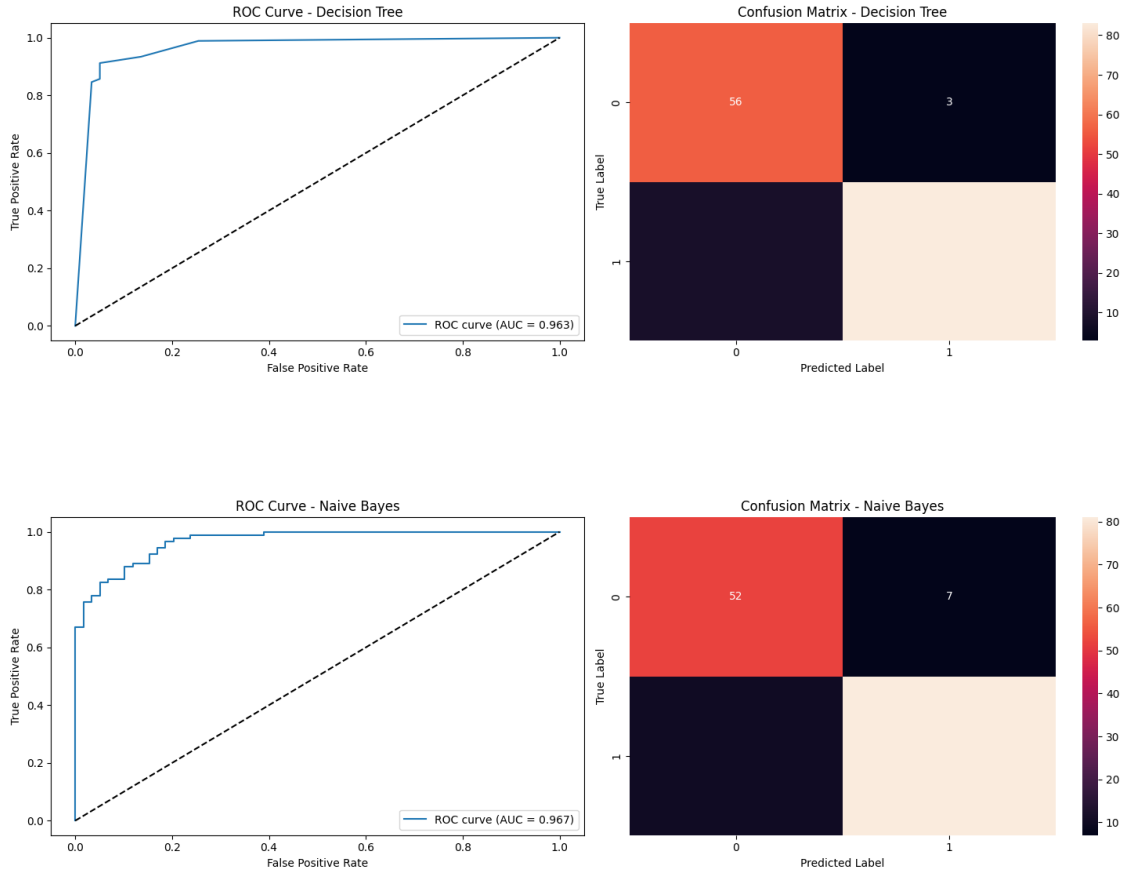 ROC Curve - Decision Tree
1.0
0.8
0.6
0.4
0.2
0.0
True Positive Rate
0.0 0.2 0.4 0.6 0.8 1.0
False Positive Rate
ROC curve (AUC = 0.963)
Confusion Matrix - Decision Tree
56 3
0
1
True Label
0 1
Predicted Label
80
70
60
50
40
30
20
10
ROC Curve - Naive Bayes
1.0
0.8
0.6
0.4
0.2
0.0
True Positive Rate
0.0 0.2 0.4 0.6 0.8 1.0
False Positive Rate
ROC curve (AUC = 0.967)
Confusion Matrix - Naive Bayes
52 7
0
1
True Label
0 1
Predicted Label
80
70
60
50
40
30
20
10